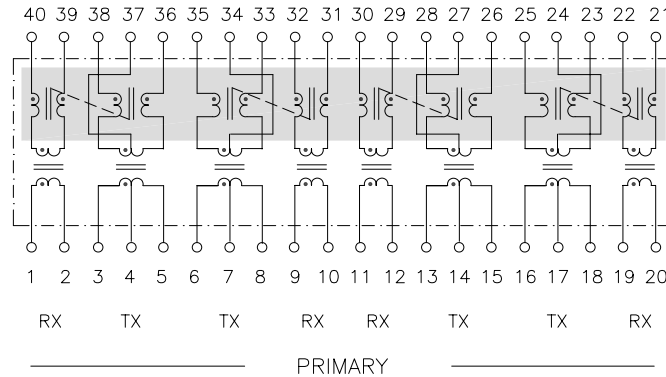 40 39 38 37 36 35 34 33 32 31 30 29 28 27 26 25 24 23 22 21
1 2 3 4 5 6 7 8 9 10 11 12 13 14 15 16 17 18 19 20
RX TX TX RX RX TX TX RX
PRIMARY